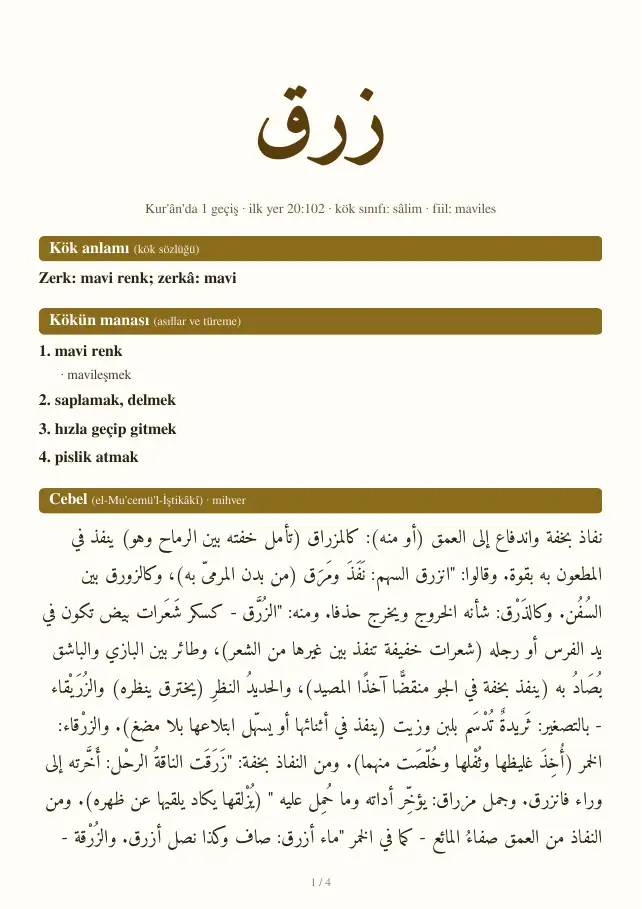 زرق
Kur'ân'da 1 geçiş · ilk yer 20:102 · kök sınıfı: sâlim · fiil: maviles
Kök anlamı (kök sözlüğü)
Zerk: mavi renk; zerkâ: mavi
Kökün manası (asıllar ve türeme)
1. mavi renk
· mavileşmek
2. saplamak, delmek
3. hızla geçip gitmek
4. pislik atmak
Cebel (el-Mu'cemü'l-İştikâkî) · mihver
نفاذ بخفة واندفاع إلى العمق (أو منه): كالمزراق (تأمل خفته بين الرماح وهو) ينفذ في
المطعون به بقوة. وقالوا: "انزرق السهم: نَفَذَ ومَرَق (من بدن المرميّ به)، وكالزورق بين
السُفُن. وكالذَرْق: شأنه الخروج ويخرج حذفا. ومنه: "الزُرَّق - كسكر شَعَرات بيض تكون في
يد الفرس أو رجله (شعرات خفيفة تنفذ بين غيرها من الشعر)، وطائر بين البازي والباشق
يُصَادُ به (ينفذ بخفة في الجو منقضًّا آخذًا المصيد)، والحديدُ النظرِ (يخترق بنظره) والزُرَيْقاء
- بالتصغير: ثَريدةٌ تُدْسَم بلبن وزيت (ينفذ في أثنائها أو يسهّل ابتلاعها بلا مضغ). والزرْقاء:
الخمر (أُخِذَ غليظها وثُفْلها وخُلّصَت منهما). ومن النفاذ بخفة: "زَرَقَت الناقةُ الرحْل: أَخَّرته إلى
وراء فانزرق. وجمل مزراق: يؤخِّر أداته وما حُمِل عليه " (يُزْلقها يكاد يلقيها عن ظهره). ومن
النفاذ من العمق صفاءُ المائع - كما في الخمر "ماء أزرق: صاف وكذا نصل أزرق. والزُرْقة -
1 / 4